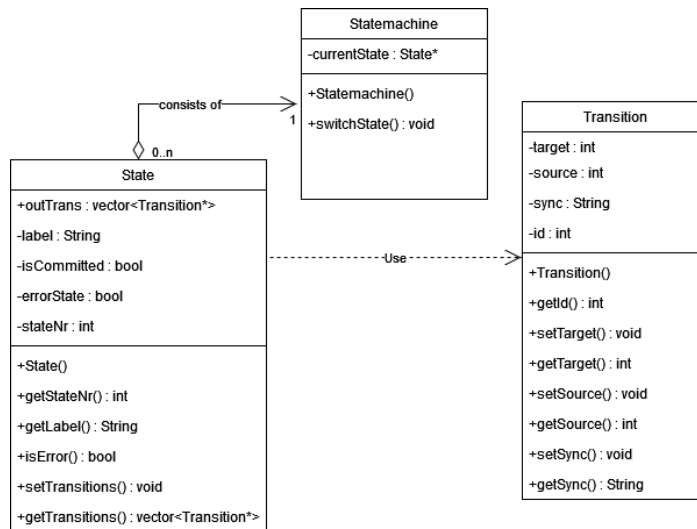 Statemachine
-currentState : State*
+Statemachine()
+switchState() : void
consists of
1
0..n
State
+outTrans : vector<Transition*>
-label : String
-isCommitted : bool
-errorState : bool
-stateNr : int
+State()
+getStateNr() : int
+getLabel() : String
+isError() : bool
+setTransitions() : void
+getTransitions() : vector<Transition*>
Use
Transition
-target : int
-source : int
-sync : String
-id : int
+Transition()
+getId() : int
+setTarget() : void
+getTarget() : int
+setSource() : void
+getSource() : int
+setSync() : void
+getSync() : String